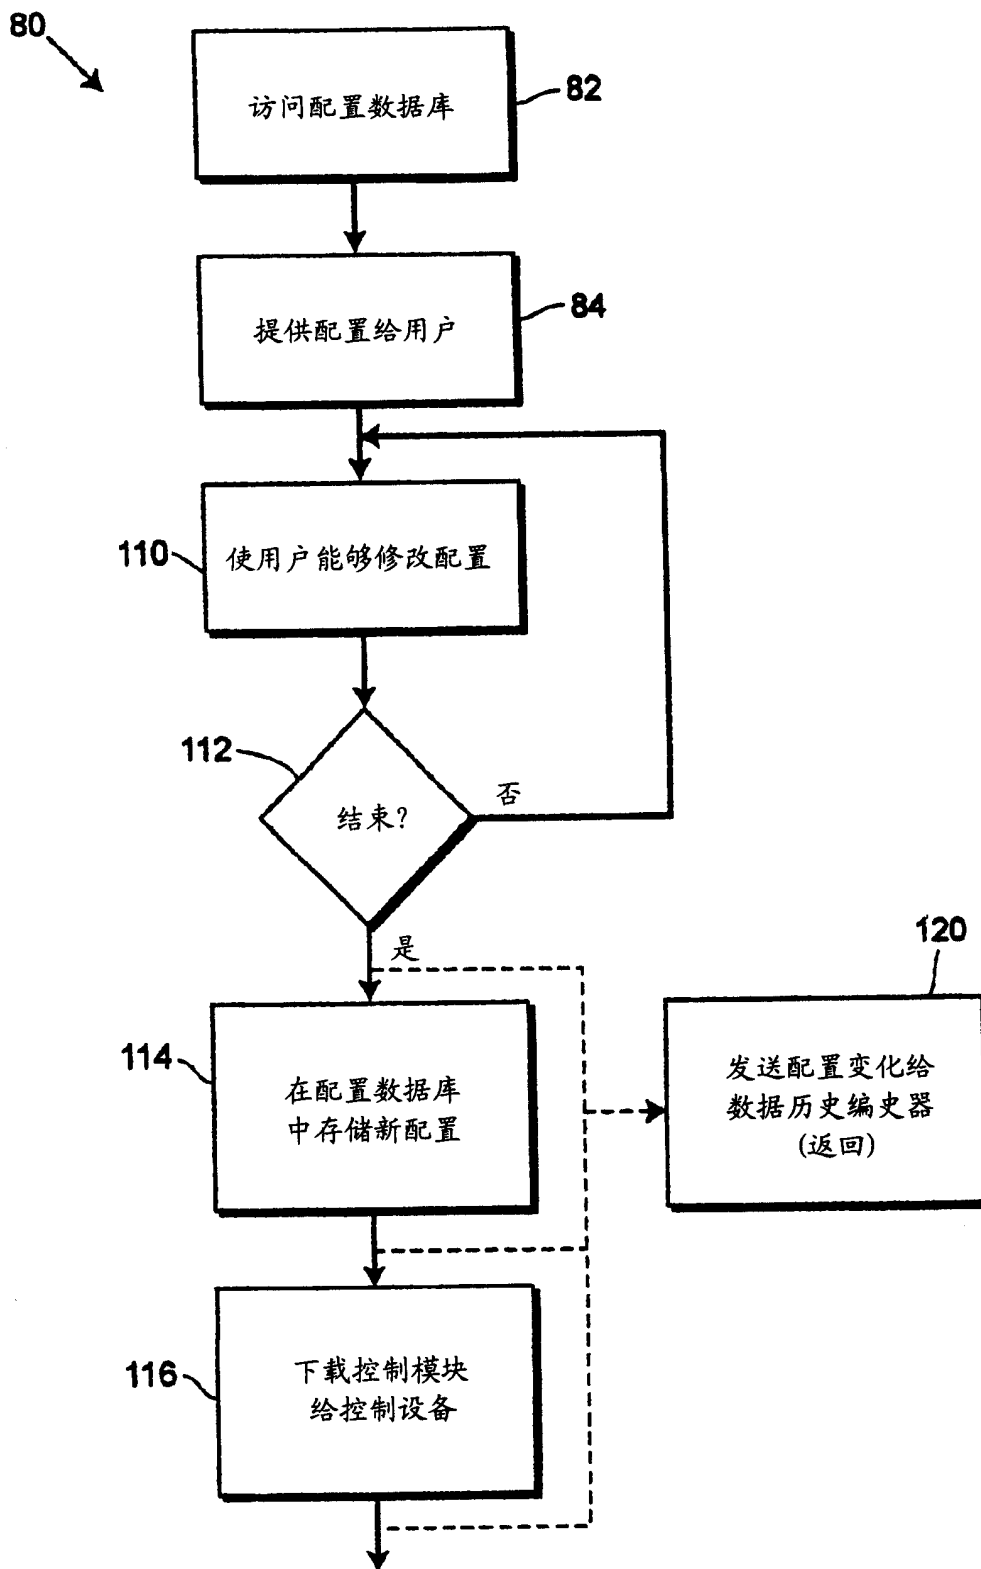 80
访问配置数据库
82
提供配置给用户
84
110
使用户能够修改配置
112
结束?
否
是
120
114
在配置数据库
中存储新配置
发送配置变化给
数据历史编史器
(返回)
116
下载控制模块
给控制设备